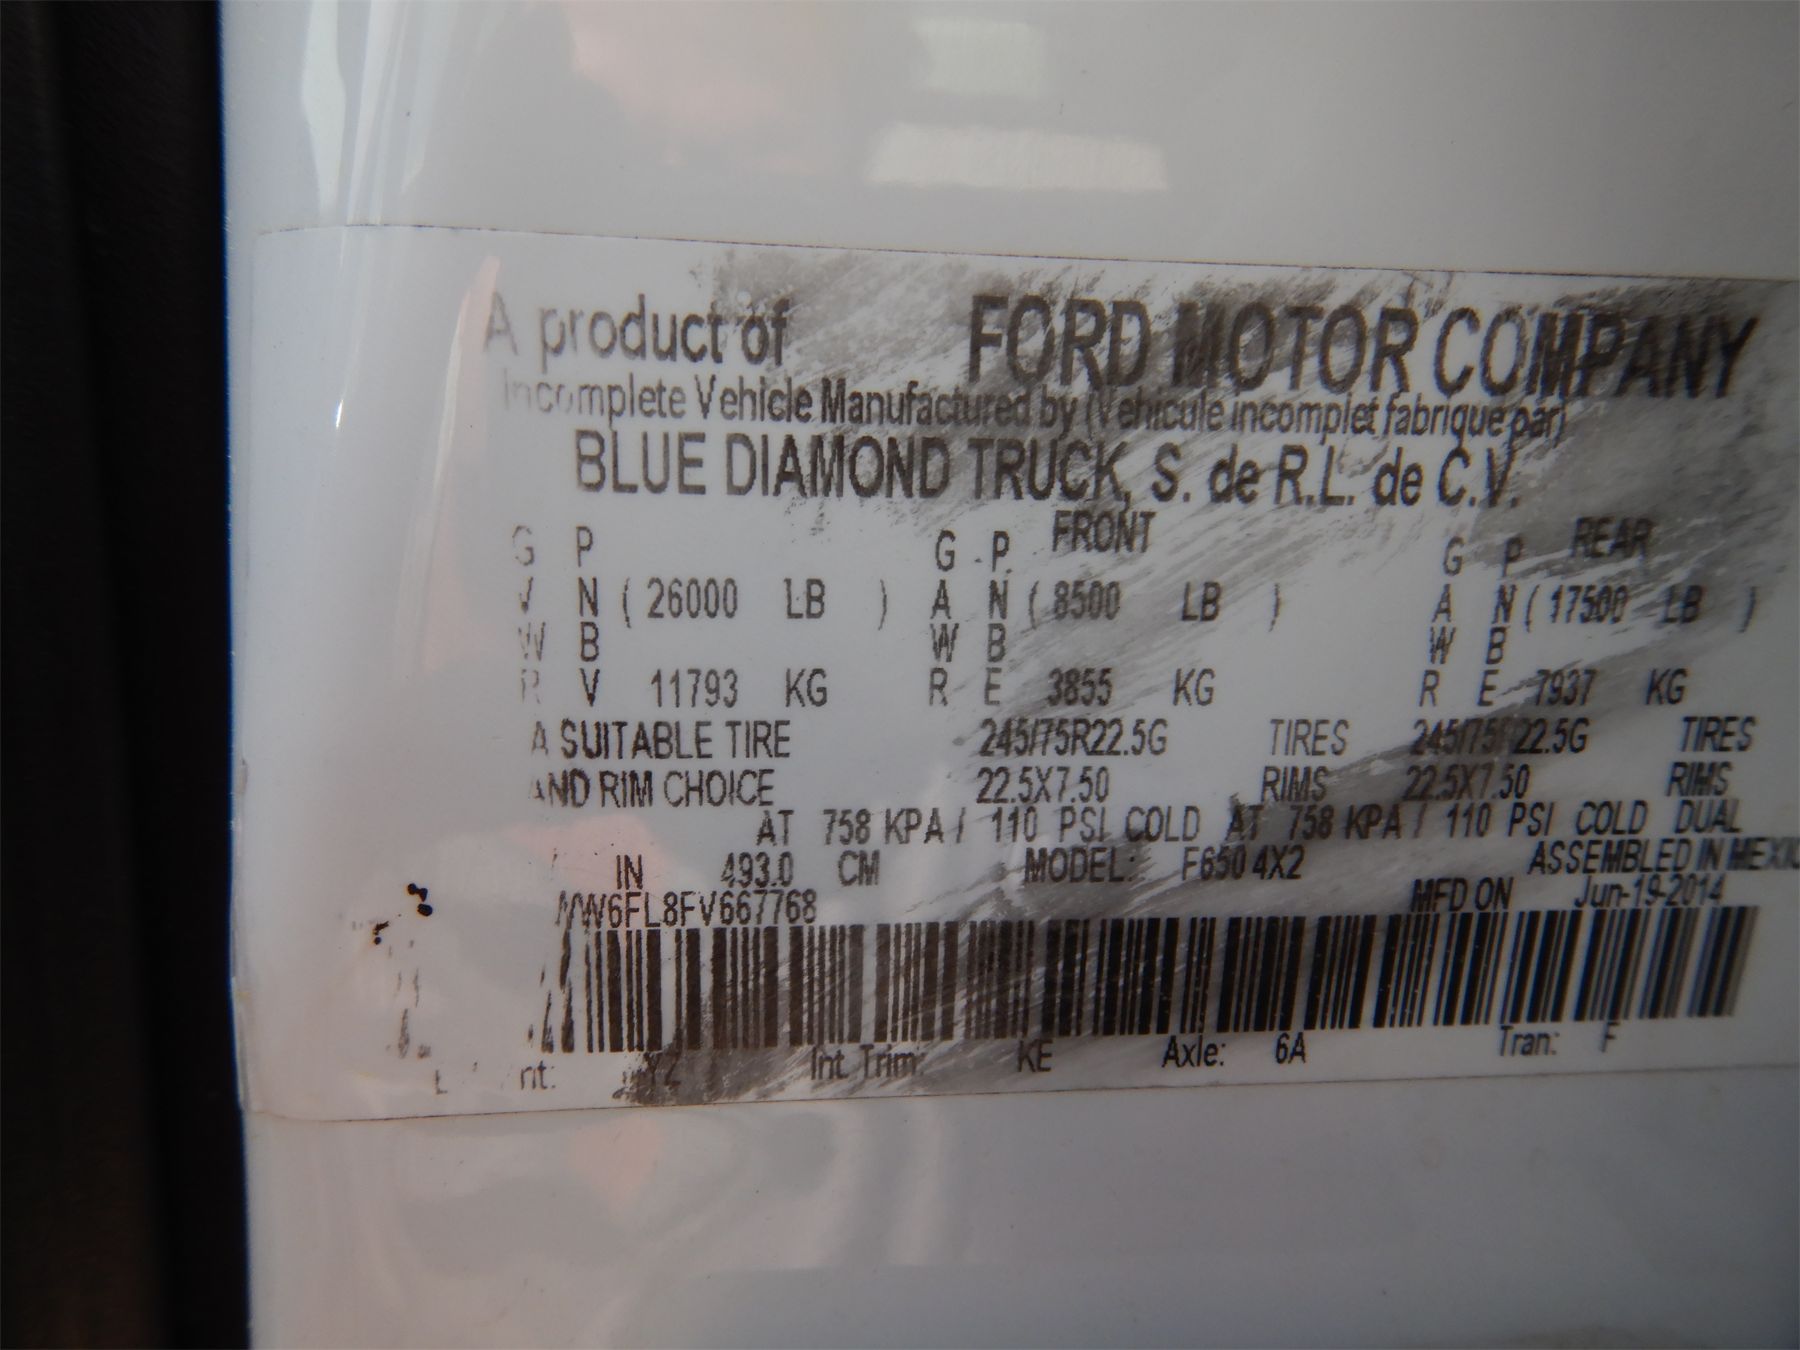 A product of FORD MOTOR COMPANY
Incomplete Vehicle Manufactured by (Vehicule incomplet fabrique par)
BLUE DIAMOND TRUCK, S. de R.L. de C.V.
G P G P FRONT G P REAR
V N ( 26000 LB ) A N ( 8500 LB ) A N ( 17500 LB )
W B W B W B
R V 11793 KG R E 3855 KG R E 7937 KG
A SUITABLE TIRE 245/75R22.5G TIRES 245/75R22.5G TIRES
AND RIM CHOICE 22.5X7.50 RIMS 22.5X7.50 RIMS
AT 758 KPA / 110 PSI COLD AT 758 KPA / 110 PSI COLD DUAL
IN 493.0 CM MODEL: F650 4X2 ASSEMBLED IN MEXIC
W6FL8FV667768 MFD ON Jun-19-2014
Int. Trim: KE Axle: 6A Tran: F